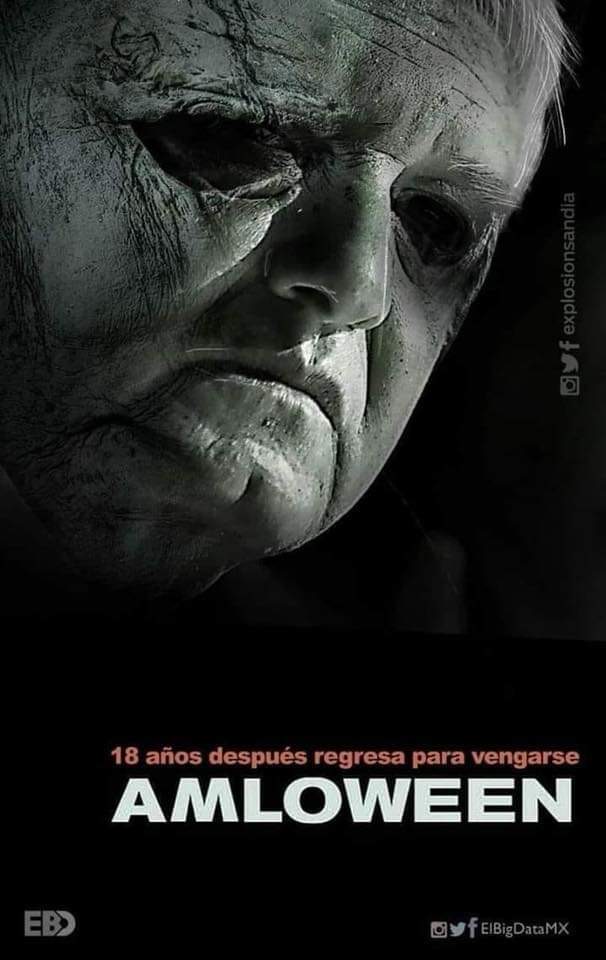 explosionsandia
18 años después regresa para vengarse
AMLOWEEN
EBD
ElBigDataMX